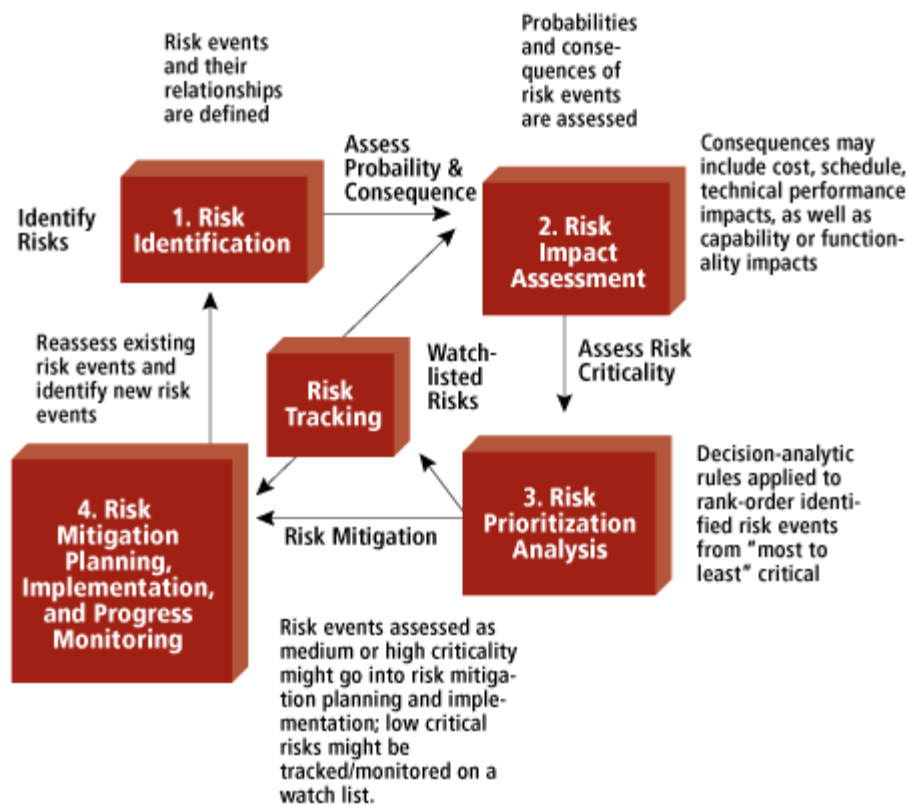 Risk events
and their
relationships
are defined
Probabilities
and conse-
quences of
risk events
are assessed
Assess
Probaility &
Consequence
Consequences may
include cost, schedule,
technical performance
impacts, as well as
capability or function-
ality impacts
Identify
Risks
1. Risk
Identification
2. Risk
Impact
Assessment
Reassess existing
risk events and
identify new risk
events
Risk
Tracking
Watch-
listed
Risks
Assess Risk
Criticality
4. Risk
Mitigation
Planning,
Implementation,
and Progress
Monitoring
Risk Mitigation
3. Risk
Prioritization
Analysis
Decision-analytic
rules applied to
rank-order identi-
fied risk events
from "most to
least" critical
Risk events assessed as
medium or high criticality
might go into risk mitiga-
tion planning and imple-
mentation; low critical
risks might be
tracked/monitored on a
watch list.